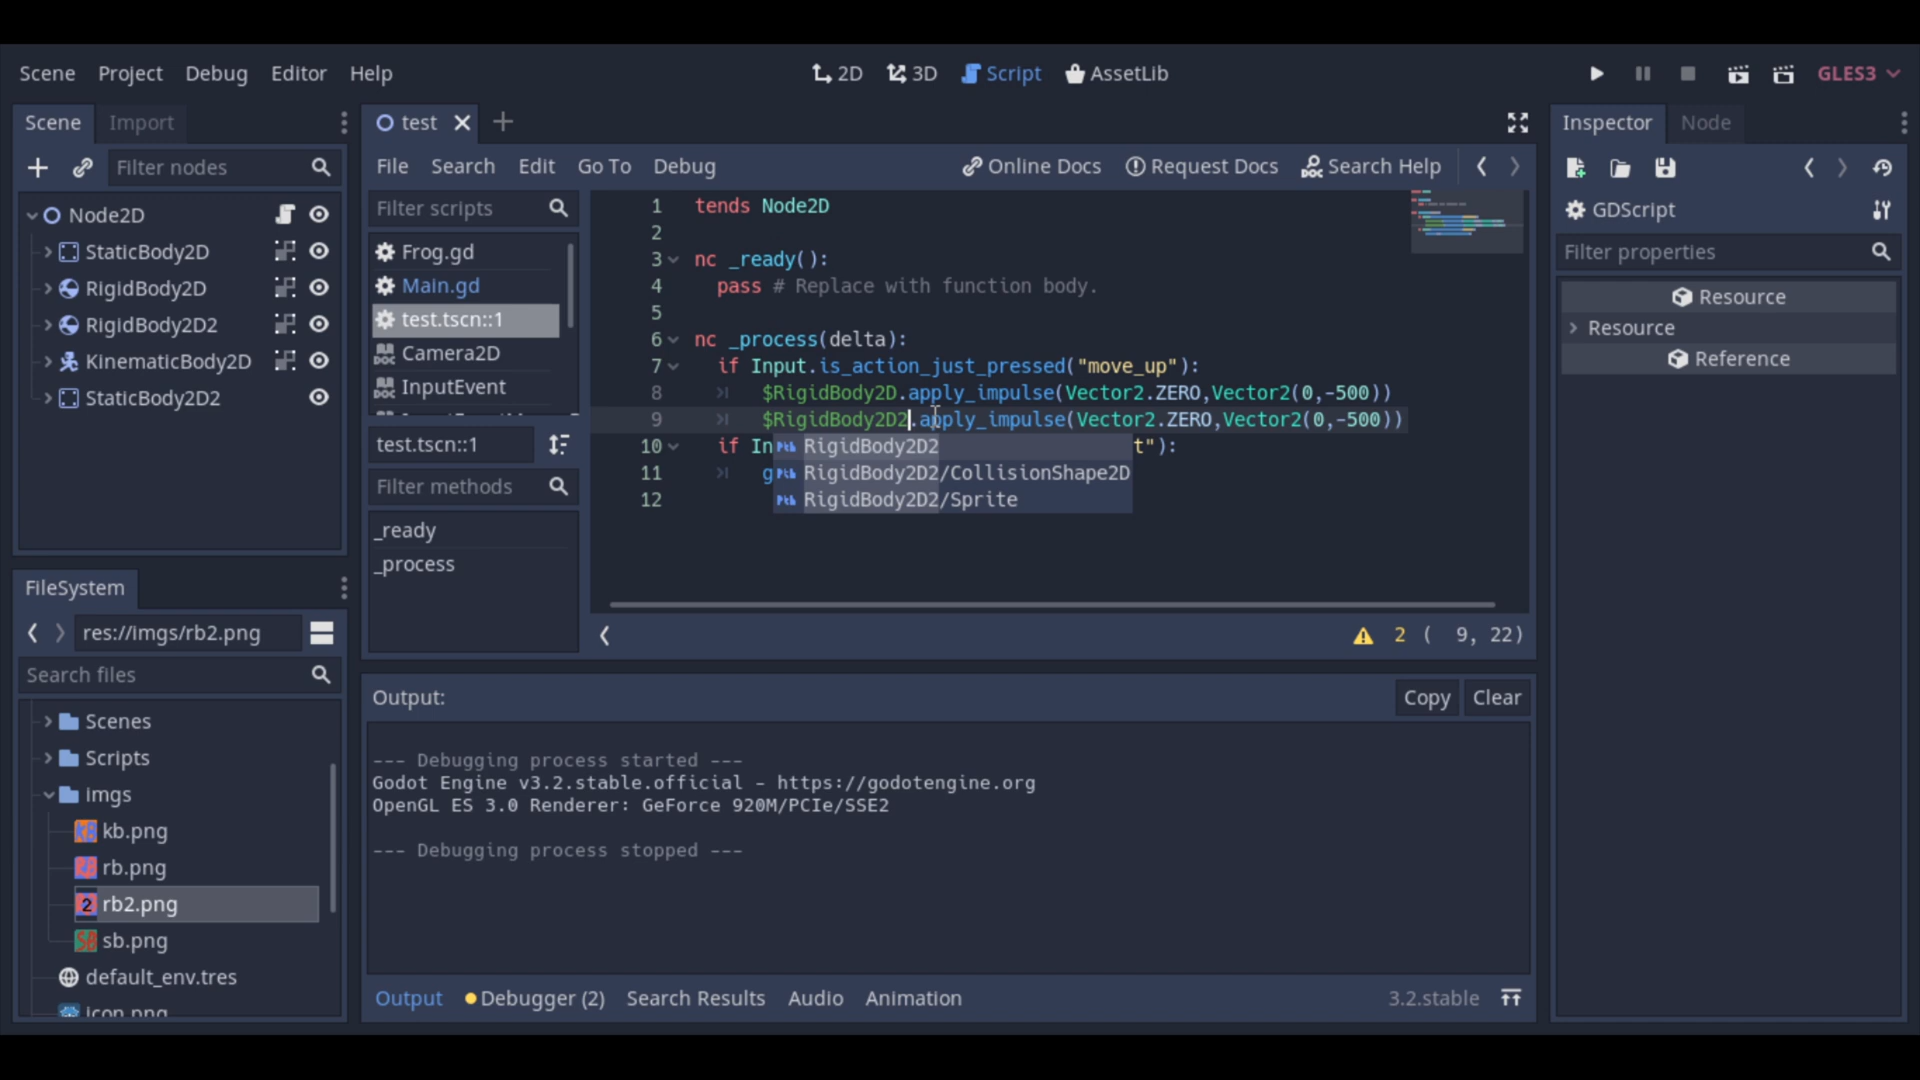 Scene Project Debug Editor Help 2D 3D Script AssetLib GLES3
Scene Import
Filter nodes
Node2D
StaticBody2D
RigidBody2D
RigidBody2D2
KinematicBody2D
StaticBody2D2
FileSystem
res://imgs/rb2.png
Search files
Scenes
Scripts
imgs
kb.png
rb.png
2 rb2.png
sb.png
default_env.tres
icon.png
test
File Search Edit Go To Debug Online Docs Request Docs Search Help
Filter scripts
Frog.gd
Main.gd
test.tscn::1
Camera2D
InputEvent
test.tscn::1
Filter methods
_ready
_process
1 tends Node2D
2
3 nc _ready():
4 pass # Replace with function body.
5
6 nc _process(delta):
7 if Input.is_action_just_pressed("move_up"):
8 $RigidBody2D.apply_impulse(Vector2.ZERO,Vector2(0,-500))
9 $RigidBody2D2.apply_impulse(Vector2.ZERO,Vector2(0,-500))
10 if In t"):
11 g
12
RigidBody2D2
RigidBody2D2/CollisionShape2D
RigidBody2D2/Sprite
2 ( 9, 22)
Output: Copy Clear
--- Debugging process started ---
Godot Engine v3.2.stable.official - https://godotengine.org
OpenGL ES 3.0 Renderer: GeForce 920M/PCIe/SSE2
--- Debugging process stopped ---
Output Debugger (2) Search Results Audio Animation 3.2.stable
Inspector Node
GDScript
Filter properties
Resource
Resource
Reference